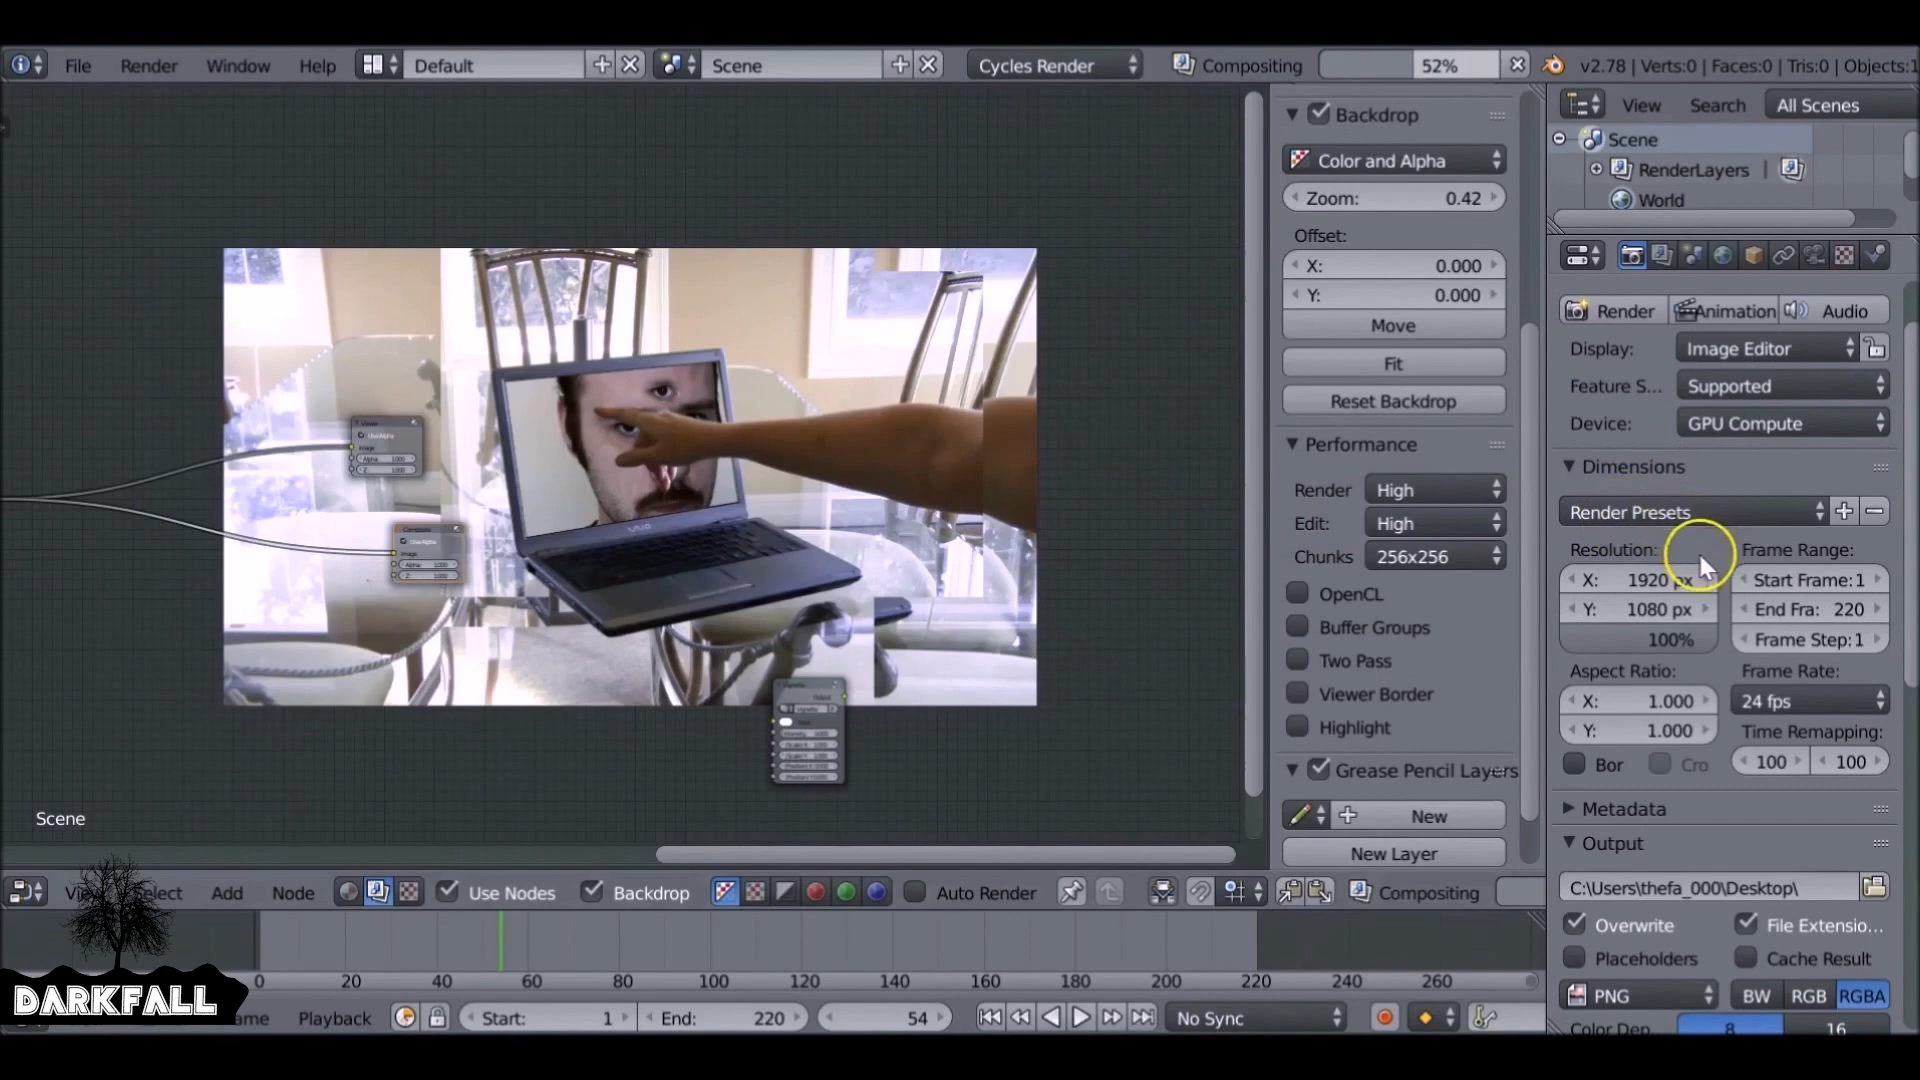 File Render Window Help Default Scene Cycles Render Compositing 52% v2.78 | Verts:0 | Faces:0 | Tris:0 | Objects:1
Backdrop
Color and Alpha
Zoom: 0.42
Offset:
X: 0.000
Y: 0.000
Move
Fit
Reset Backdrop
Performance
Render High
Edit: High
Chunks 256x256
OpenCL
Buffer Groups
Two Pass
Viewer Border
Highlight
Grease Pencil Layers
New
New Layer
View Search All Scenes
Scene
RenderLayers |
World
Render Animation Audio
Display: Image Editor
Feature S... Supported
Device: GPU Compute
Dimensions
Render Presets
Resolution: Frame Range:
X: 1920 px Start Frame:1
Y: 1080 px End Fra: 220
100% Frame Step:1
Aspect Ratio: Frame Rate:
X: 1.000 24 fps
Y: 1.000 Time Remapping:
Bor Cro 100 100
Metadata
Output
C:\Users\thefa_000\Desktop\
Overwrite File Extensio...
Placeholders Cache Result
PNG BW RGB RGBA
Color Dep 8 16
VAIO
Scene
Add Node Use Nodes Backdrop Auto Render Compositing
0 20 40 60 80 100 120 140 160 180 200 220 240 260
Playback Start: 1 End: 220 54 No Sync
DARKFALL